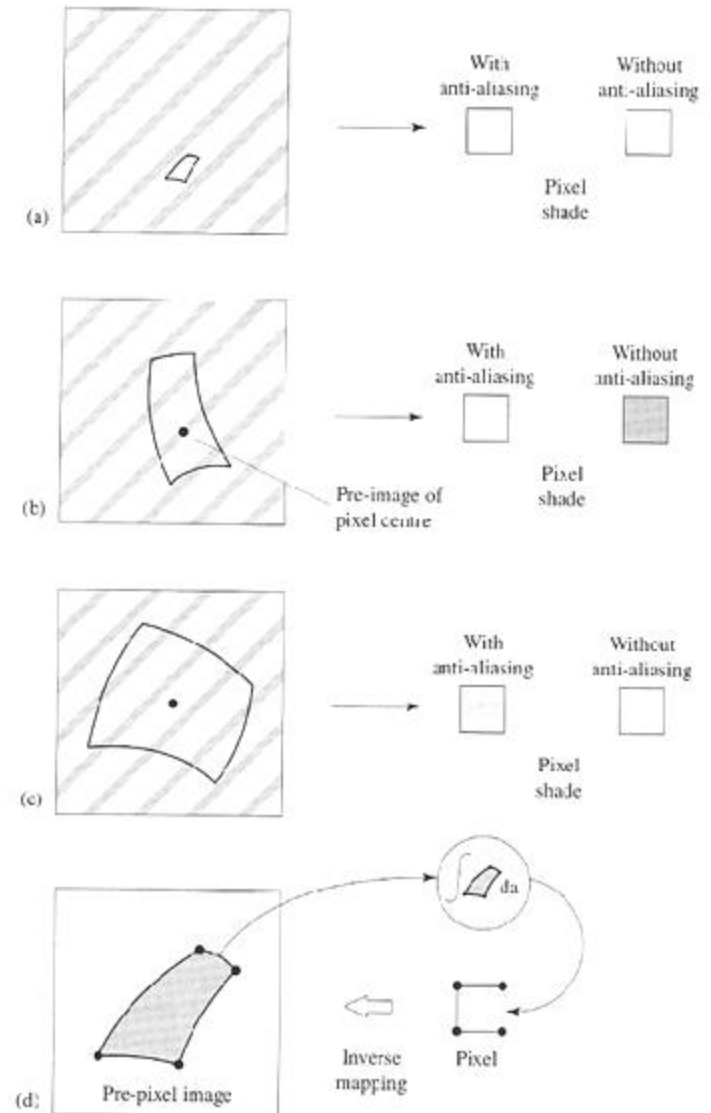 With
anti-aliasing
Without
ant:-aliasing
Pixel
shade
(a)
With
anti-aliasing
Without
anti-aliasing
Pixel
shade
Pre-image of
pixel centre
(b)
With
anti-aliasing
Without
anti-aliasing
Pixel
shade
(c)
∫ da
Inverse
mapping
Pixel
Pre-pixel image
(d)